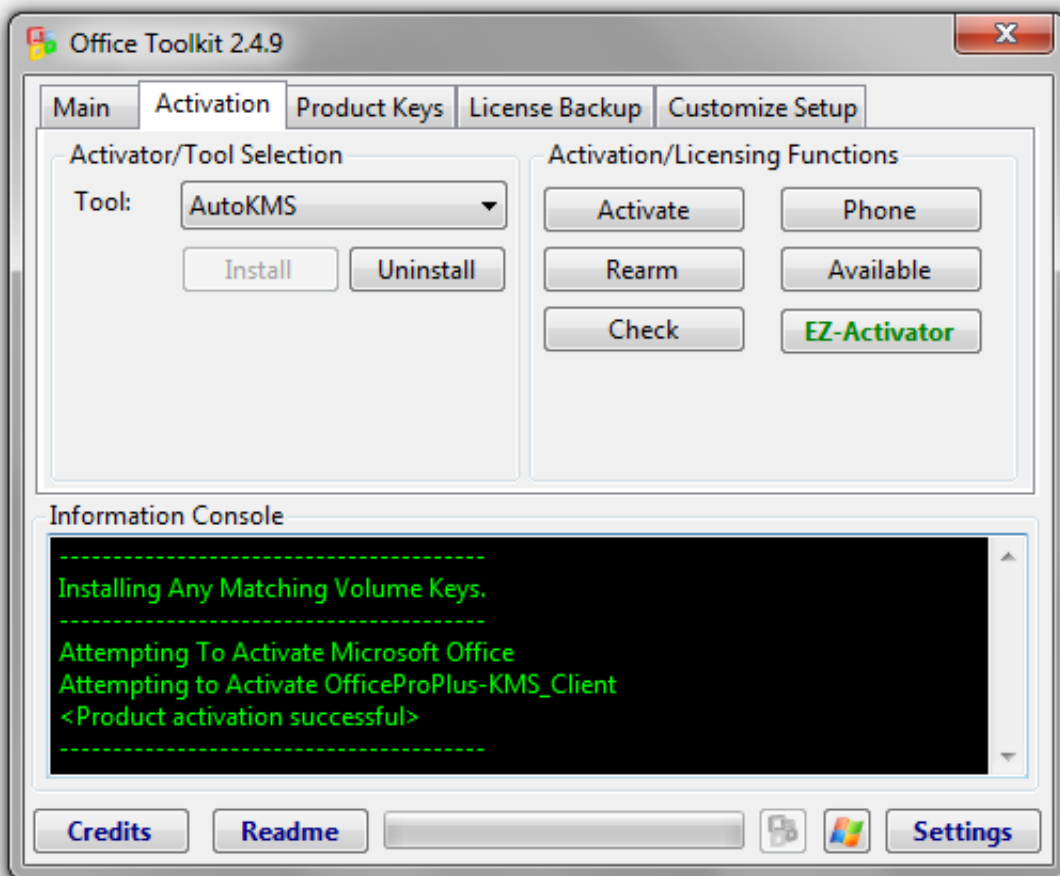 Office Toolkit 2.4.9
Main
Activation
Product Keys
License Backup
Customize Setup
Activator/Tool Selection
Tool:
AutoKMS
Install
Uninstall
Activation/Licensing Functions
Activate
Phone
Rearm
Available
Check
EZ-Activator
Information Console
----------------------------------------
Installing Any Matching Volume Keys.
----------------------------------------
Attempting To Activate Microsoft Office
Attempting to Activate OfficeProPlus-KMS_Client
<Product activation successful>
----------------------------------------
Credits
Readme
Settings